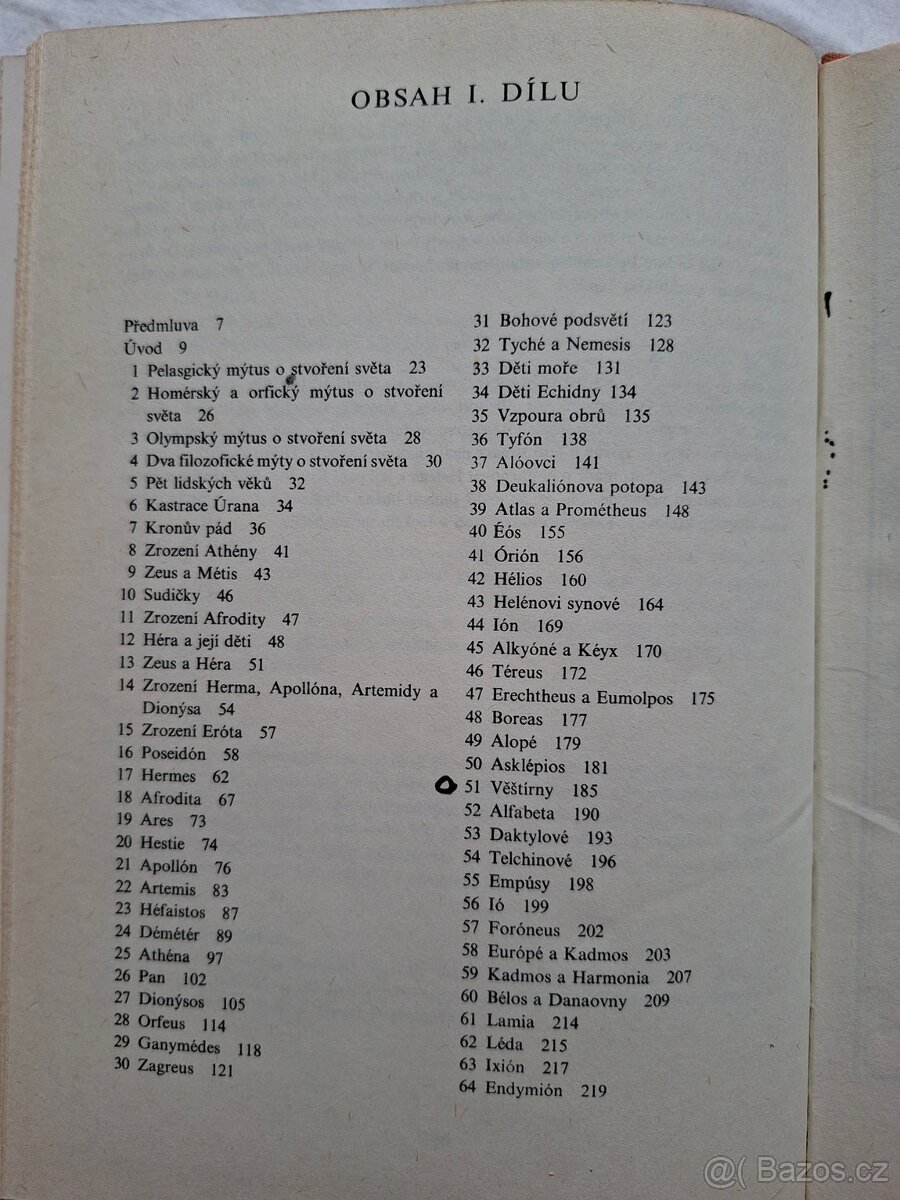 OBSAH I. DÍLU
Předmluva 7
Úvod 9
1 Pelasgický mýtus o stvoření světa 23
2 Homérský a orfický mýtus o stvoření
světa 26
3 Olympský mýtus o stvoření světa 28
4 Dva filozofické mýty o stvoření světa 30
5 Pět lidských věků 32
6 Kastrace Úrana 34
7 Kronův pád 36
8 Zrození Athény 41
9 Zeus a Métis 43
10 Sudičky 46
11 Zrození Afrodity 47
12 Héra a její děti 48
13 Zeus a Héra 51
14 Zrození Herma, Apollóna, Artemidy a
Dionýsa 54
15 Zrození Eróta 57
16 Poseidón 58
17 Hermes 62
18 Afrodita 67
19 Ares 73
20 Hestie 74
21 Apollón 76
22 Artemis 83
23 Héfaistos 87
24 Démétér 89
25 Athéna 97
26 Pan 102
27 Dionýsos 105
28 Orfeus 114
29 Ganymédes 118
30 Zagreus 121
31 Bohové podsvětí 123
32 Tyché a Nemesis 128
33 Děti moře 131
34 Děti Echidny 134
35 Vzpoura obrů 135
36 Tyfón 138
37 Alóovci 141
38 Deukaliónova potopa 143
39 Atlas a Prométheus 148
40 Éós 155
41 Órión 156
42 Hélios 160
43 Helénovi synové 164
44 Ión 169
45 Alkyóné a Kéyx 170
46 Téreus 172
47 Erechtheus a Eumolpos 175
48 Boreas 177
49 Alopé 179
50 Asklépios 181
51 Věštírny 185
52 Alfabeta 190
53 Daktylové 193
54 Telchinové 196
55 Empúsy 198
56 Ió 199
57 Foróneus 202
58 Európé a Kadmos 203
59 Kadmos a Harmonia 207
60 Bélos a Danaovny 209
61 Lamia 214
62 Léda 215
63 Ixión 217
64 Endymión 219
@( Bazos.cz